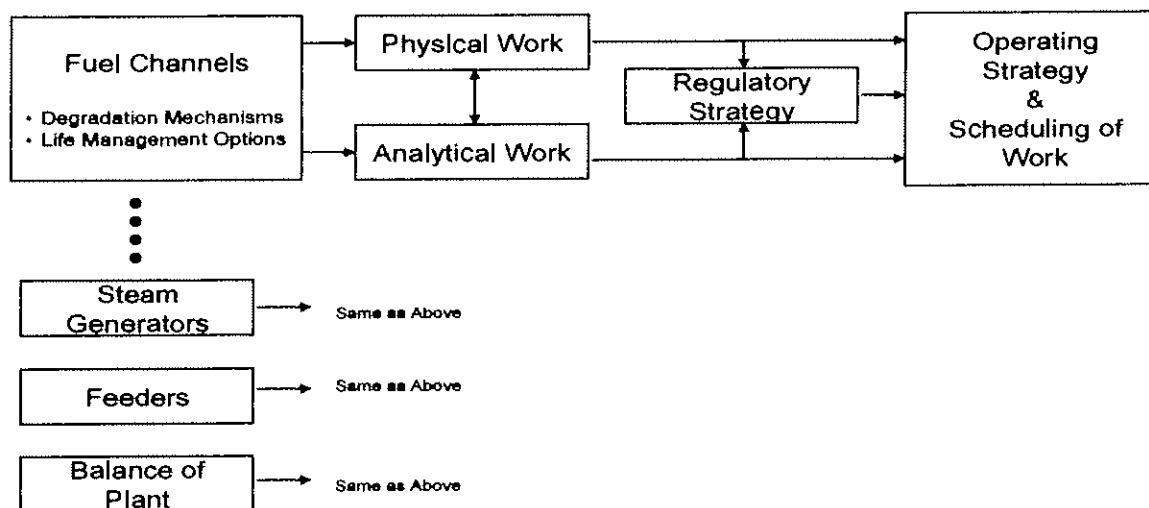 Fuel Channels
• Degradation Mechanisms
• Life Management Options
Physical Work
Analytical Work
Regulatory
Strategy
Operating
Strategy
&
Scheduling of
Work
Steam
Generators
Same as Above
Feeders
Same as Above
Balance of
Plant
Same as Above